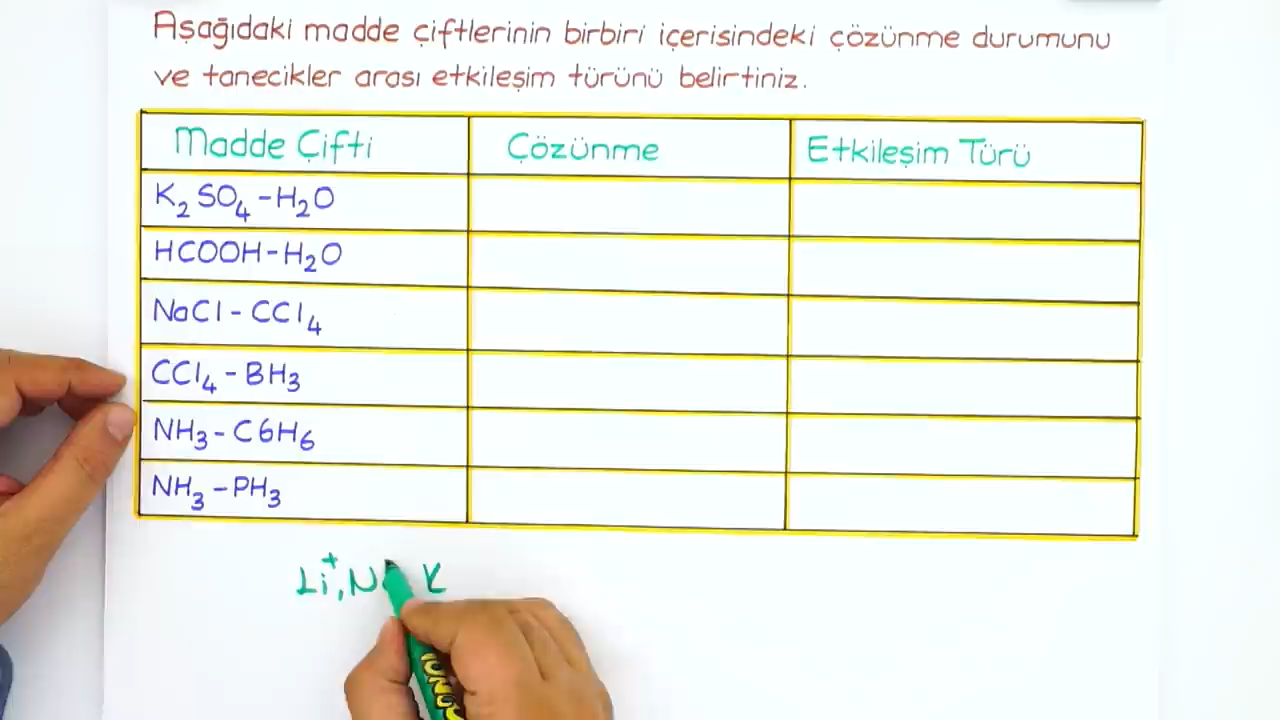 Aşağıdaki madde çiftlerinin birbiri içerisindeki çözünme durumunu
ve tanecikler arası etkileşim türünü belirtiniz.
Madde Çifti Çözünme Etkileşim Türü
K₂SO₄-H₂O
HCOOH-H₂O
NaCl - CCl₄
CCl₄ - BH₃
NH₃ - C6H₆
NH₃ - PH₃
Li⁺, N K